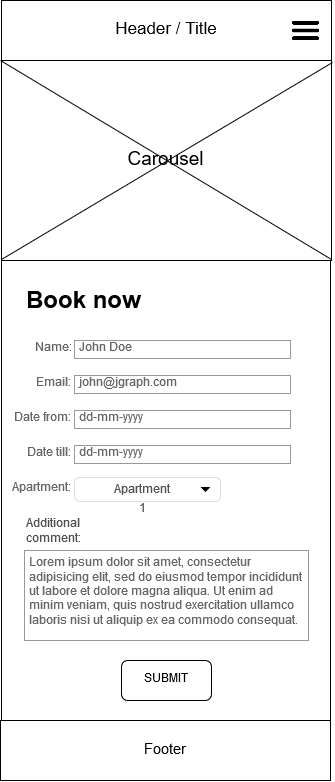 Header / Title
Carousel
Book now
Name: John Doe
Email: john@jgraph.com
Date from: dd-mm-yyyy
Date till: dd-mm-yyyy
Apartment: Apartment
1
Additional
comment:
Lorem ipsum dolor sit amet, consectetur
adipisicing elit, sed do eiusmod tempor incididunt
ut labore et dolore magna aliqua. Ut enim ad
minim veniam, quis nostrud exercitation ullamco
laboris nisi ut aliquip ex ea commodo consequat.
SUBMIT
Footer